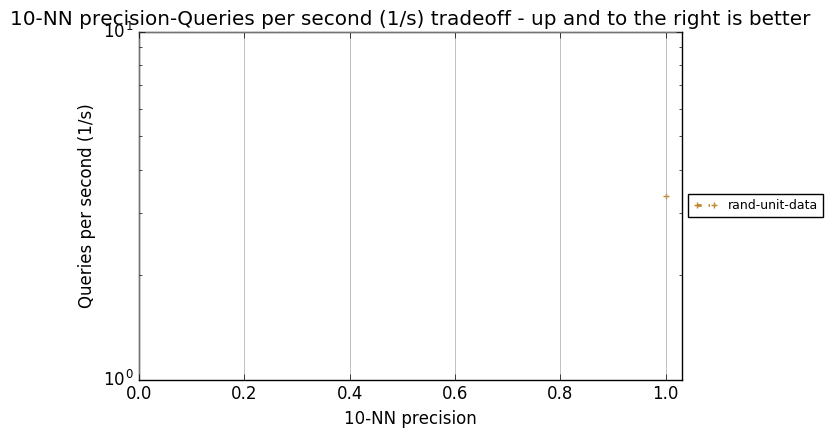 10-NN precision-Queries per second (1/s) tradeoff - up and to the right is better
10¹
Queries per second (1/s)
rand-unit-data
10⁰
0.0 0.2 0.4 0.6 0.8 1.0
10-NN precision